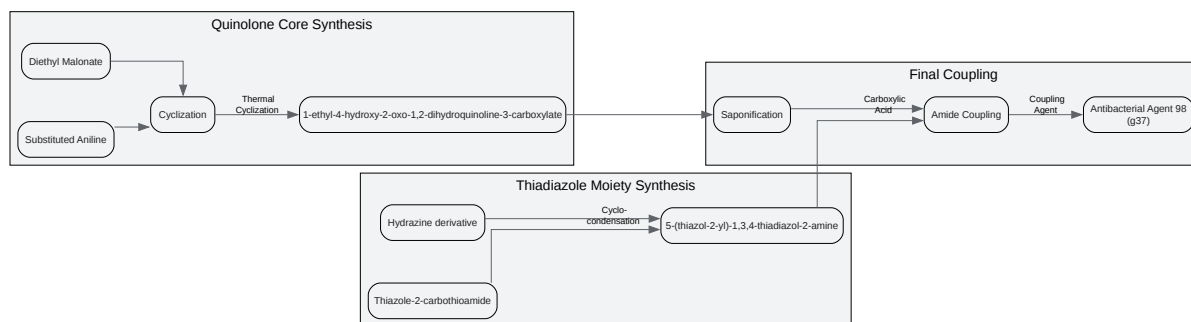 Quinolone Core Synthesis
Diethyl Malonate
Substituted Aniline
Cyclization
Thermal
Cyclization
1-ethyl-4-hydroxy-2-oxo-1,2-dihydroquinoline-3-carboxylate
Final Coupling
Saponification
Carboxylic
Acid
Amide Coupling
Coupling
Agent
Antibacterial Agent 98
(g37)
Thiadiazole Moiety Synthesis
Hydrazine derivative
Cyclo-
condensation
5-(thiazol-2-yl)-1,3,4-thiadiazol-2-amine
Thiazole-2-carbothioamide